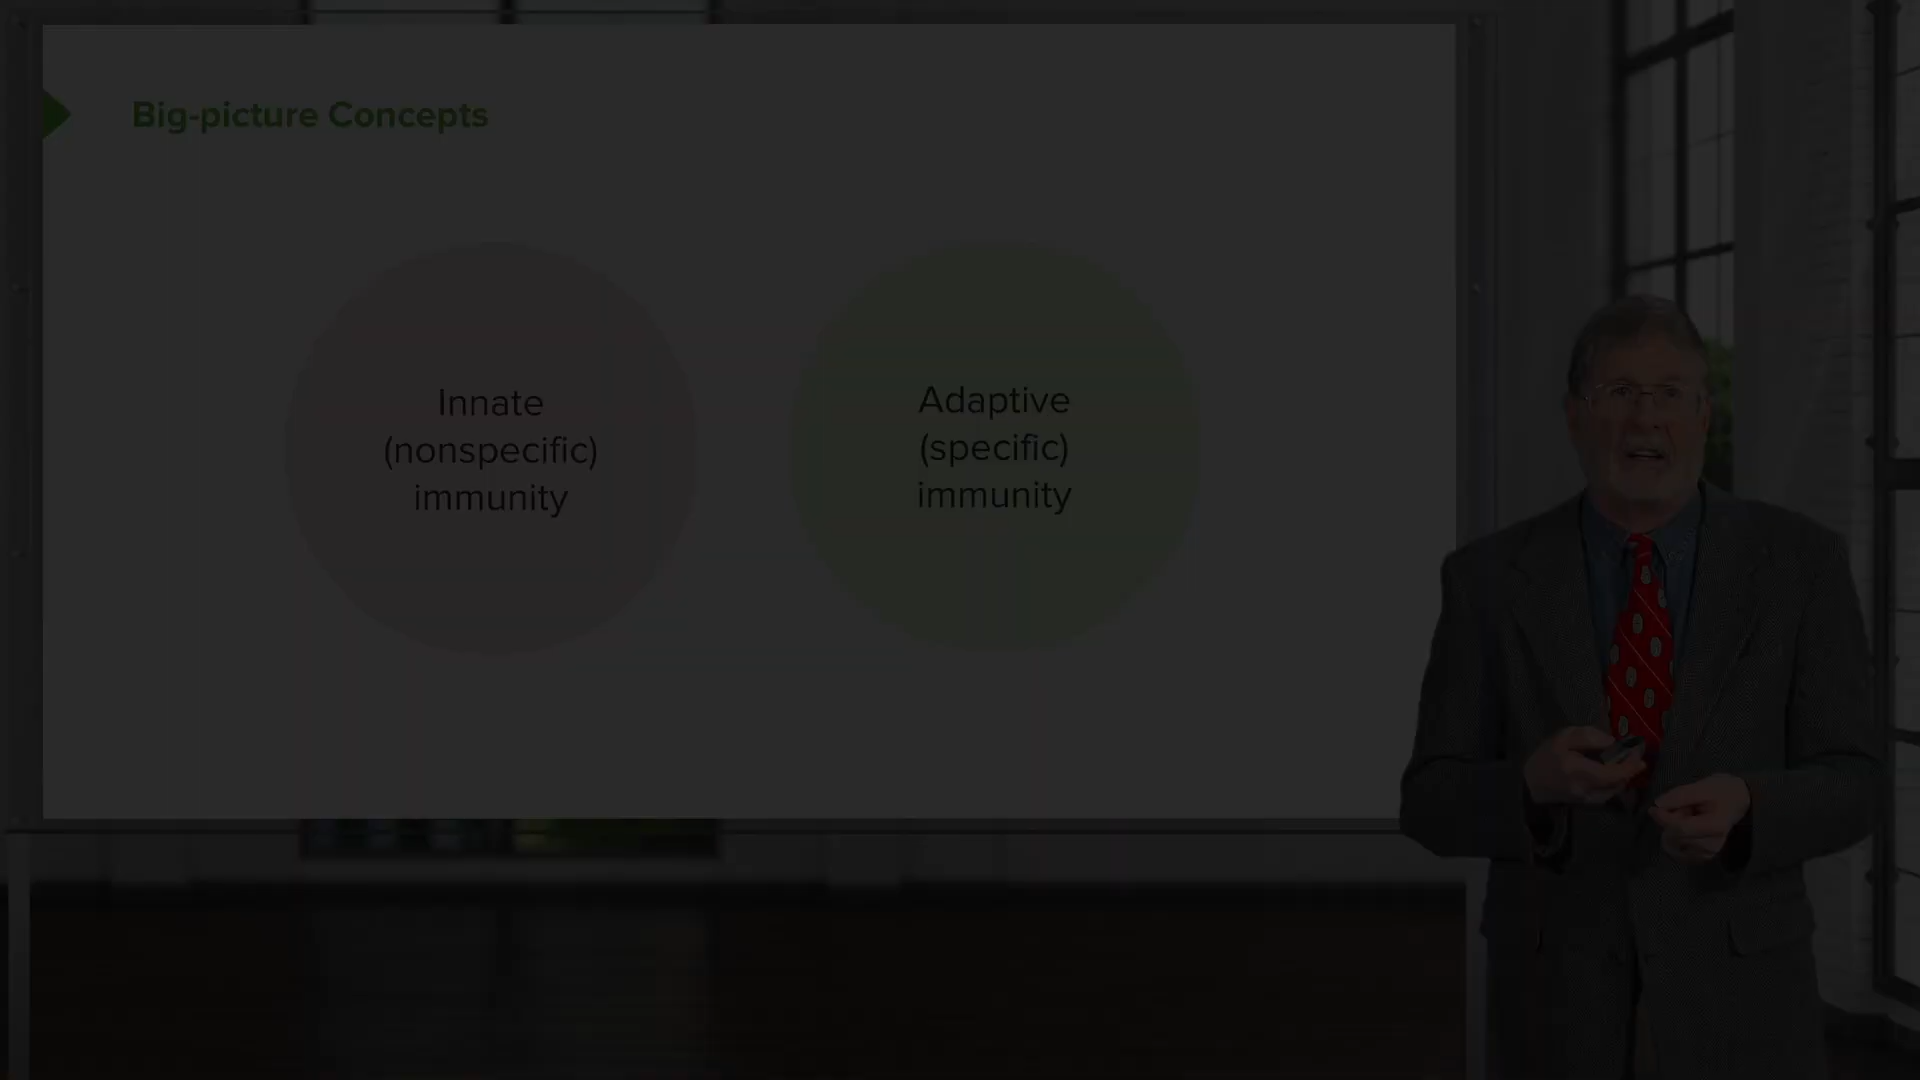 Big-picture Concepts
Innate
(nonspecific)
immunity
Adaptive
(specific)
immunity